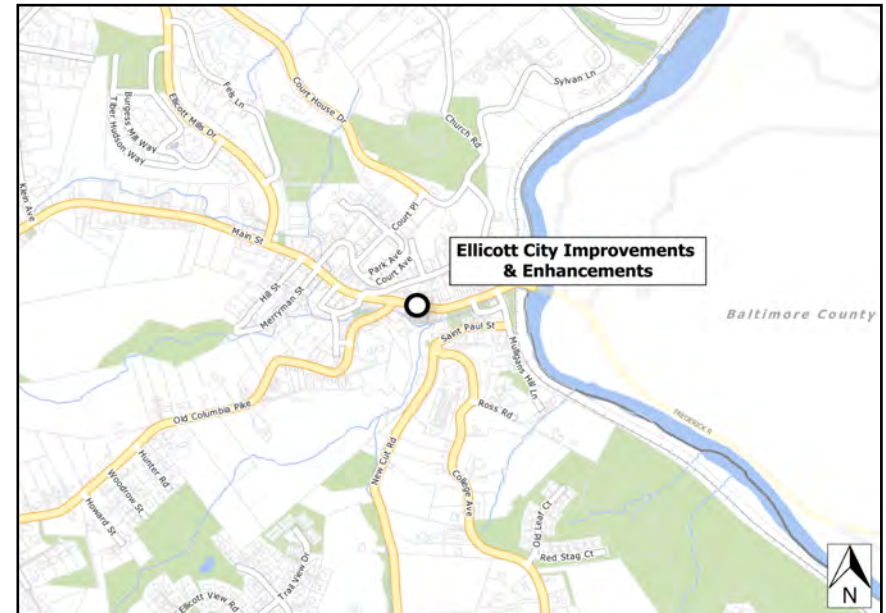 Sylvan Ln
Fels Ln
Court House Dr
Ellicott Mills Dr
Burgess Mill Way
Tiber Hudson Way
Church Rd
Klein Ave
Court Pl
Main St
Ellicott City Improvements
& Enhancements
Park Ave
Court Ave
Hill St
Merryman St
Baltimore County
Saint Paul St
Mulligans Hill Ln
Old Columbia Pike
Ross Rd
FREDERICK R
New Cut Rd
Hunter Rd
Woodrow St
Howard St
College Ave
Old Leaf Ct
Red Stag Ct
Trail View Dr
Ellicott View Rd
N